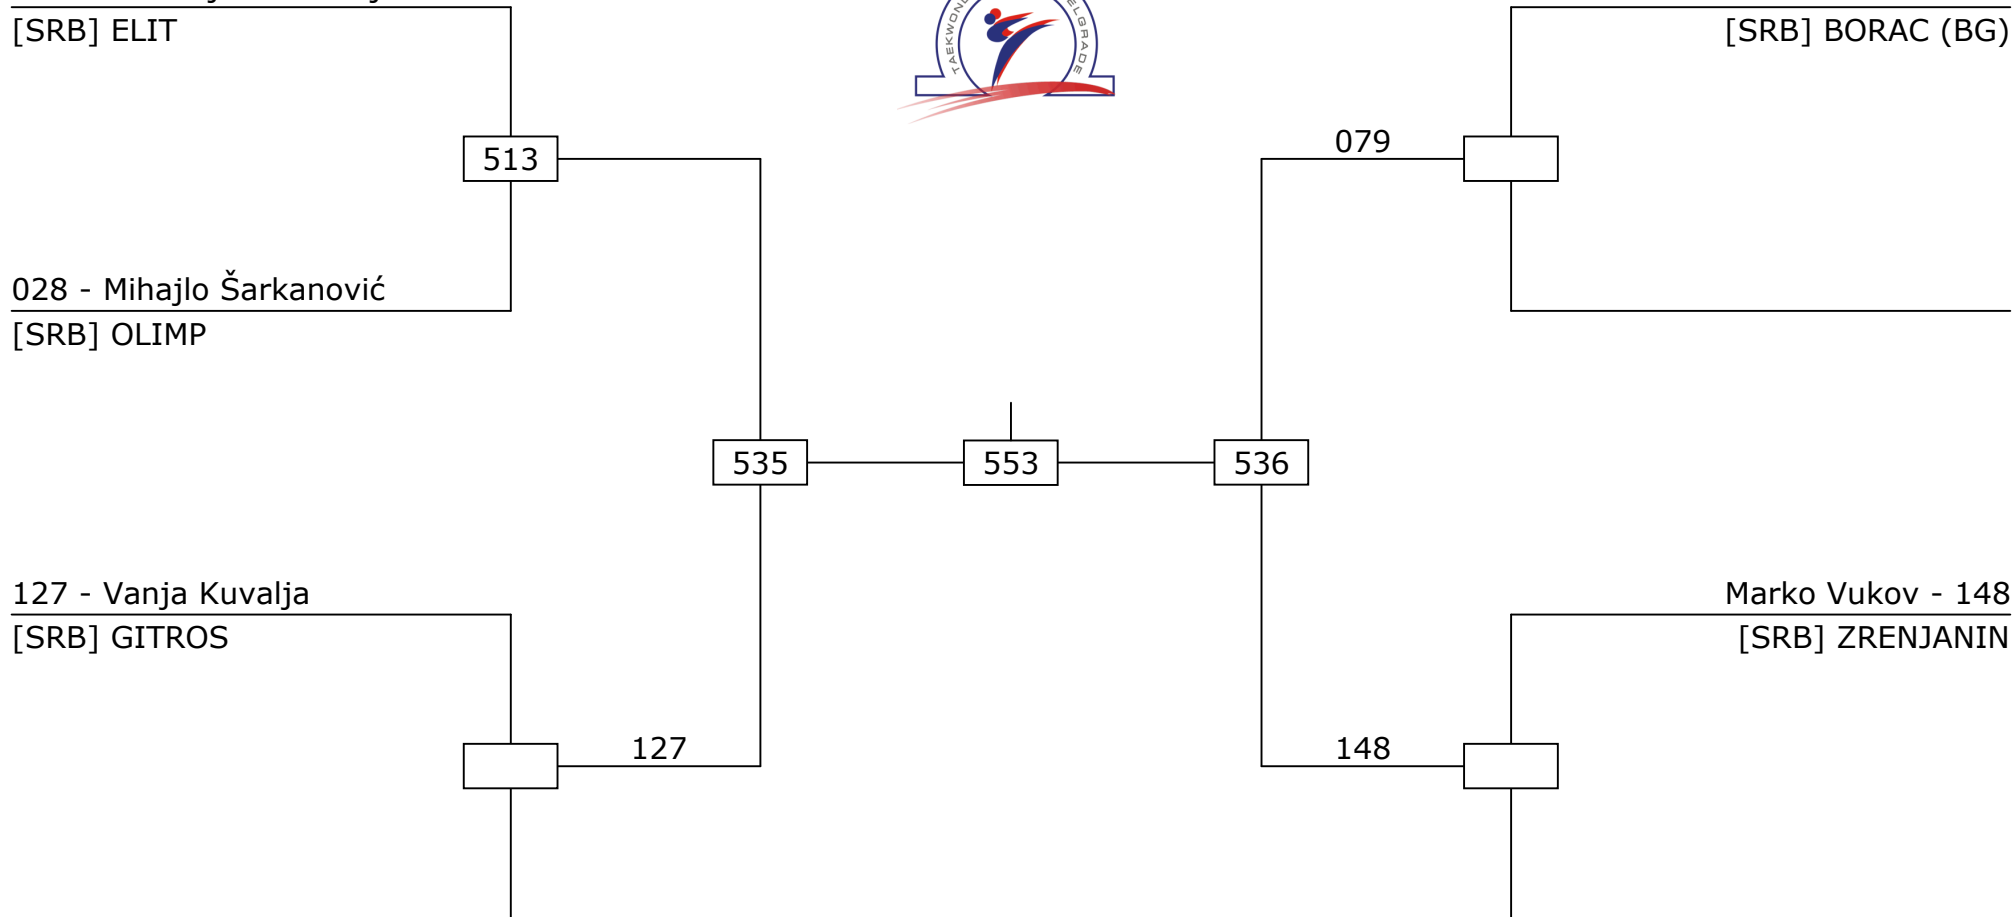 [SRB] ELIT
[SRB] BORAC (BG)
513
079
028 - Mihajlo Šarkanović
[SRB] OLIMP
535
553
536
127 - Vanja Kuvalja
[SRB] GITROS
Marko Vukov - 148
[SRB] ZRENJANIN
127
148